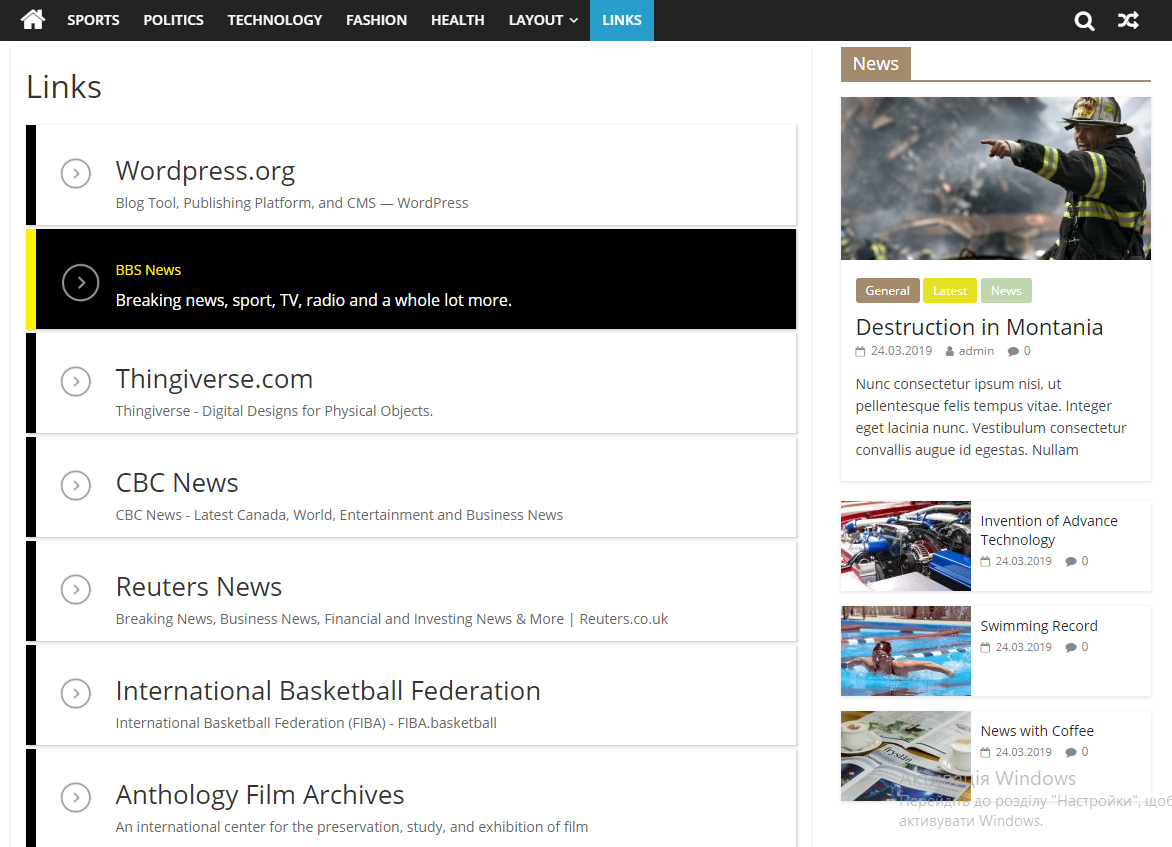 SPORTS POLITICS TECHNOLOGY FASHION HEALTH LAYOUT LINKS
Links
Wordpress.org
Blog Tool, Publishing Platform, and CMS — WordPress
BBS News
Breaking news, sport, TV, radio and a whole lot more.
Thingiverse.com
Thingiverse - Digital Designs for Physical Objects.
CBC News
CBC News - Latest Canada, World, Entertainment and Business News
Reuters News
Breaking News, Business News, Financial and Investing News & More | Reuters.co.uk
International Basketball Federation
International Basketball Federation (FIBA) - FIBA.basketball
Anthology Film Archives
An international center for the preservation, study, and exhibition of film
News
General Latest News
Destruction in Montania
24.03.2019 admin 0
Nunc consectetur ipsum nisi, ut
pellentesque felis tempus vitae. Integer
eget lacinia nunc. Vestibulum consectetur
convallis augue id egestas. Nullam
Invention of Advance
Technology
24.03.2019 0
Swimming Record
24.03.2019 0
News with Coffee
24.03.2019 0
Активація Windows
Перейдіть до розділу "Настройки", щоб
активувати Windows.